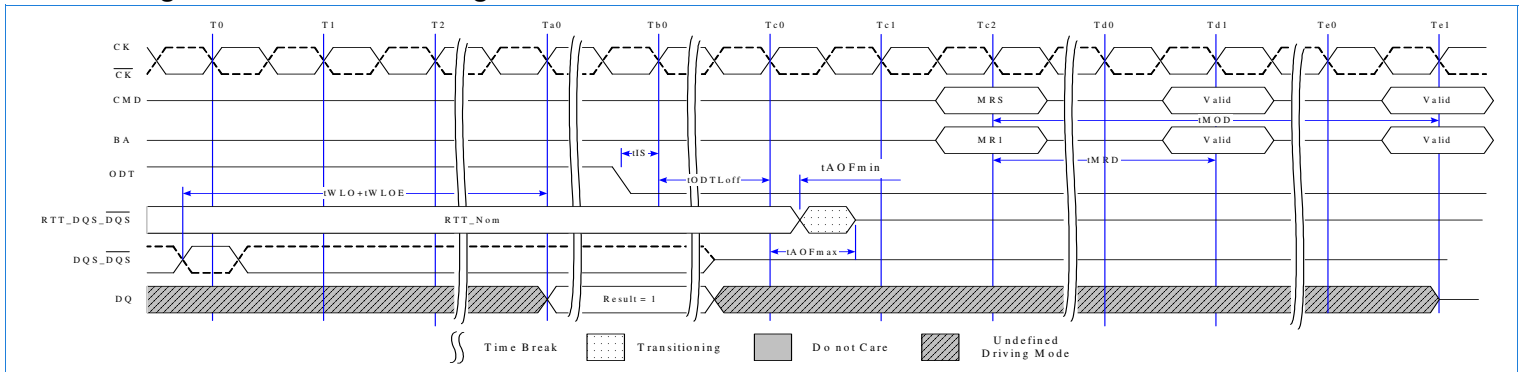 T0 T1 T2 Ta0 Tb0 Tc0 Tc1 Tc2 Td0 Td1 Te0 Te1
CK
CK
CMD MRS Valid Valid
tMOD
BA MR1 Valid Valid
tIS
tMRD
ODT tAOFmin
tODTLoff
tWLO+tWLOE
RTT_DQS_DQS RTT_Nom
tAOFmax
DQS_DQS
DQ Result = 1
Time Break Transitioning Do not Care Undefined
Driving Mode